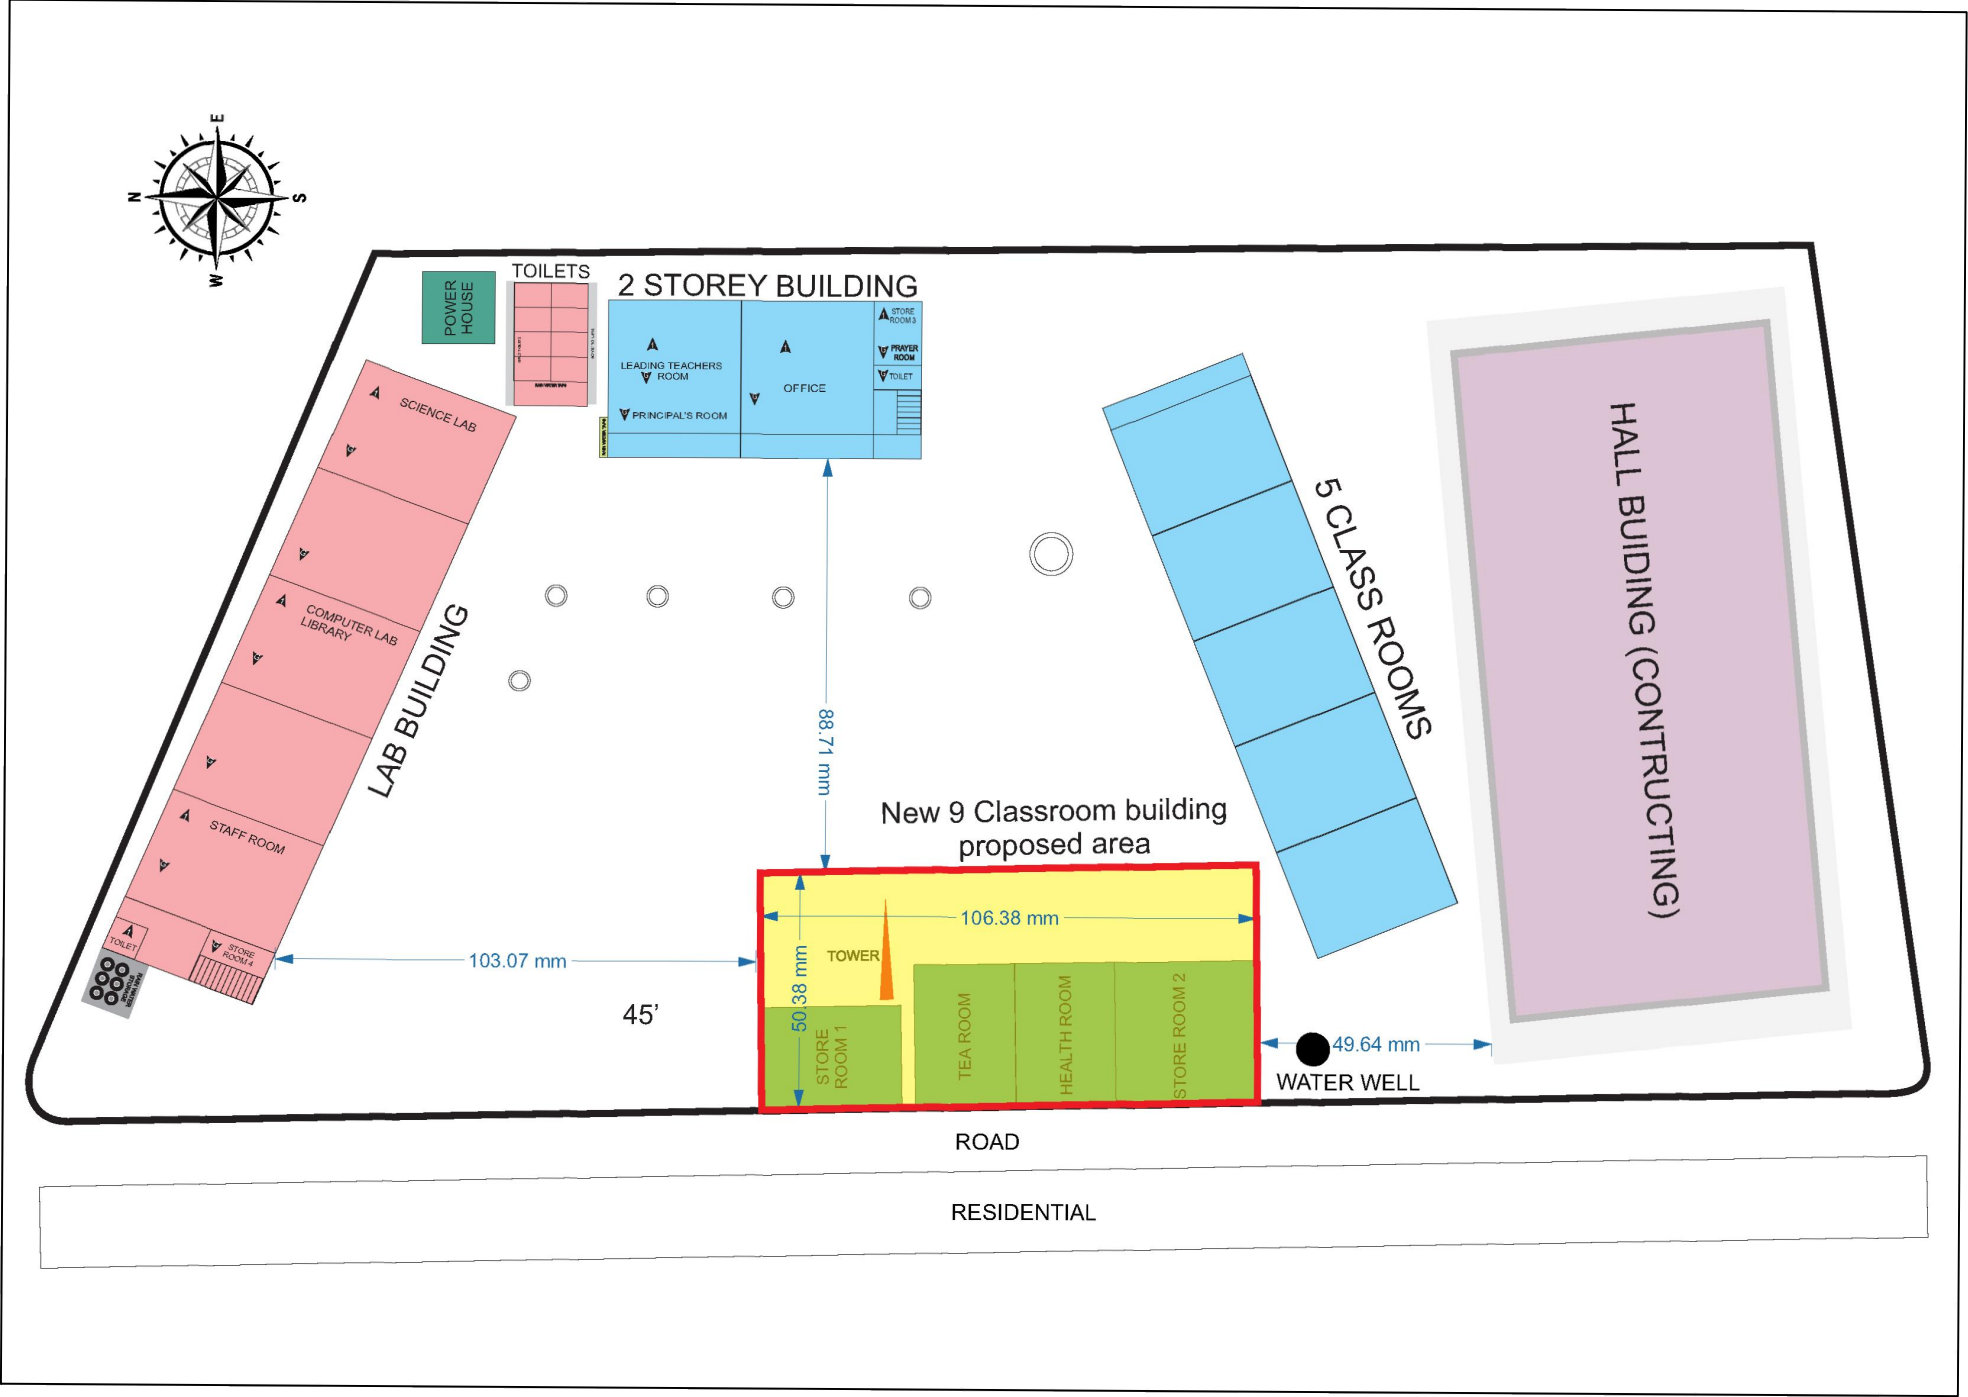 E
N
S
W
POWER
HOUSE
TOILETS
2 STOREY BUILDING
LEADING TEACHERS
ROOM
PRINCIPAL'S ROOM
OFFICE
STORE
ROOM 3
PRAYER
ROOM
TOILET
SCIENCE LAB
COMPUTER LAB
LIBRARY
STAFF ROOM
TOILET
STORE
ROOM 4
RAIN WATER
STORAGE
LAB BUILDING
5 CLASS ROOMS
HALL BUIDING (CONTRUCTING)
88.71 mm
New 9 Classroom building
proposed area
106.38 mm
103.07 mm
50.38 mm
TOWER
45'
STORE
ROOM 1
TEA ROOM
HEALTH ROOM
STORE ROOM 2
49.64 mm
WATER WELL
ROAD
RESIDENTIAL